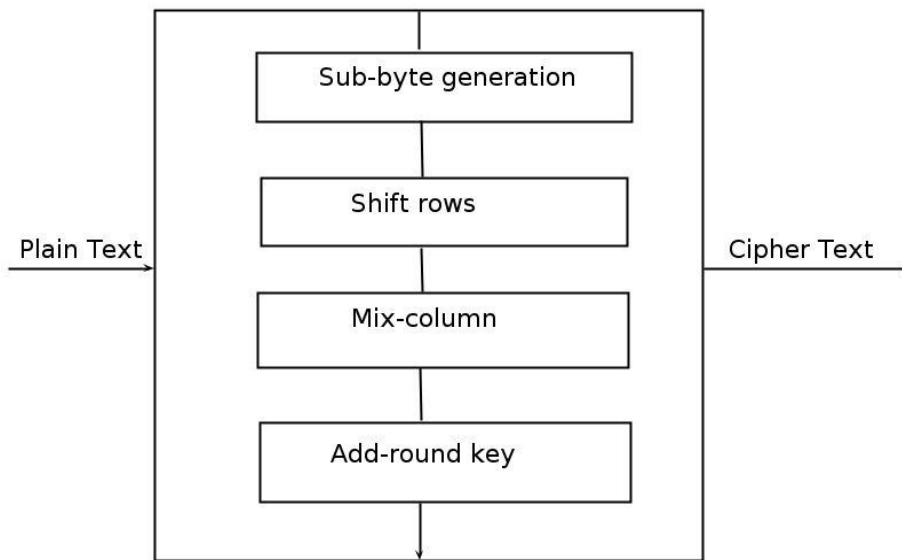 Sub-byte generation
Shift rows
Plain Text
Cipher Text
Mix-column
Add-round key